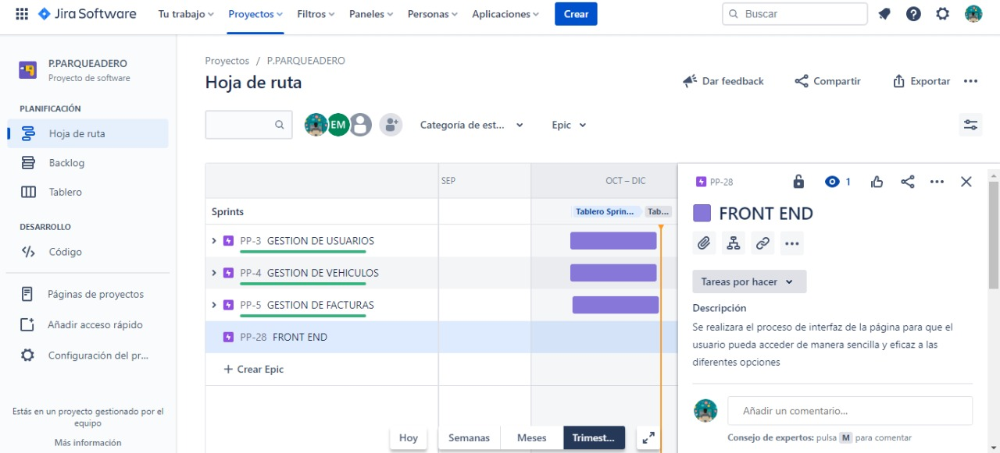 Jira Software Tu trabajo Proyectos Filtros Paneles Personas Aplicaciones Crear Buscar
P.PARQUEADERO
Proyecto de software
PLANIFICACIÓN
Hoja de ruta
Backlog
Tablero
DESARROLLO
Código
Páginas de proyectos
Añadir acceso rápido
Configuración del pr...
Estás en un proyecto gestionado por el
equipo
Más información
Proyectos / P.PARQUEADERO
Hoja de ruta
Dar feedback Compartir Exportar
EM Categoría de est... Epic
SEP OCT – DIC
Sprints Tablero Sprin... Tab...
PP-3 GESTION DE USUARIOS
PP-4 GESTION DE VEHICULOS
PP-5 GESTION DE FACTURAS
PP-28 FRONT END
+ Crear Epic
Hoy Semanas Meses Trimest...
PP-28 1
FRONT END
Tareas por hacer
Descripción
Se realizara el proceso de interfaz de la página para que el
usuario pueda acceder de manera sencilla y eficaz a las
diferentes opciones
Añadir un comentario...
Consejo de expertos: pulsa M para comentar